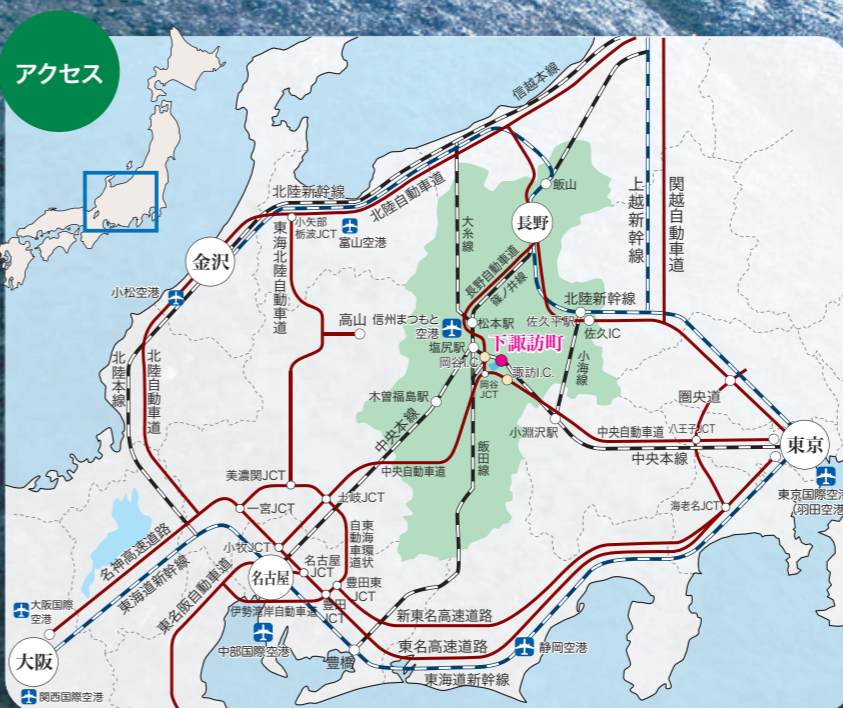 アクセス
信越本線
北陸新幹線
北陸自動車道
飯山
長野
上越新幹線
関越自動車道
大糸線
小矢部
栃波JCT
富山空港
東海北陸自動車道
金沢
小松空港
長野自動車道
篠ノ井線
北陸新幹線
佐久平駅
佐久IC
高山
信州まつもと
空港
松本駅
塩尻駅
下諏訪町
岡谷I.C.
岡谷
JCT
諏訪I.C.
小海線
北陸本線
北陸自動車道
木曽福島駅
中央本線
圏央道
小淵沢駅
中央自動車道
八王子JCT
東京
中央本線
飯田線
中央自動車道
美濃関JCT
土岐JCT
一宮JCT
東京国際空港
(羽田空港)
海老名JCT
名神高速道路
東海道新幹線
東名阪自動車道
小牧JCT
東海環状
自動車道
名古屋
名古屋
JCT
豊田東
JCT
豊田
JCT
伊勢湾岸自動車道
新東名高速道路
大阪国際
空港
大阪
関西国際空港
中部国際空港
豊橋
東名高速道路
静岡空港
東海道新幹線